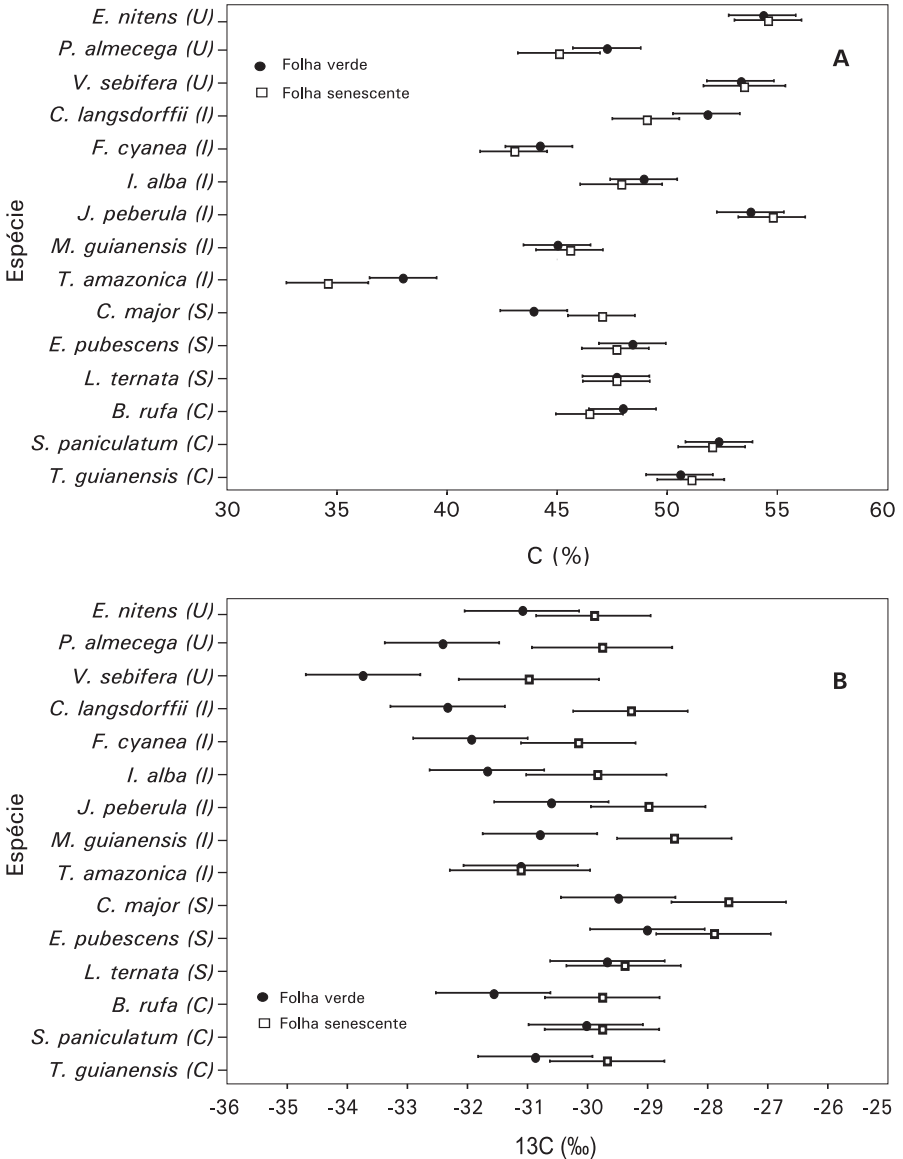 E. nitens (U)
P. almecega (U)
V. sebifera (U)
C. langsdorffii (I)
F. cyanea (I)
I. alba (I)
J. peberula (I)
M. guianensis (I)
T. amazonica (I)
C. major (S)
E. pubescens (S)
L. ternata (S)
B. rufa (C)
S. paniculatum (C)
T. guianensis (C)
Espécie
Folha verde
Folha senescente
A
30 35 40 45 50 55 60
C (%)
E. nitens (U)
P. almecega (U)
V. sebifera (U)
C. langsdorffii (I)
F. cyanea (I)
I. alba (I)
J. peberula (I)
M. guianensis (I)
T. amazonica (I)
C. major (S)
E. pubescens (S)
L. ternata (S)
B. rufa (C)
S. paniculatum (C)
T. guianensis (C)
Espécie
B
Folha verde
Folha senescente
-36 -35 -34 -33 -32 -31 -30 -29 -28 -27 -26 -25
13C (‰)